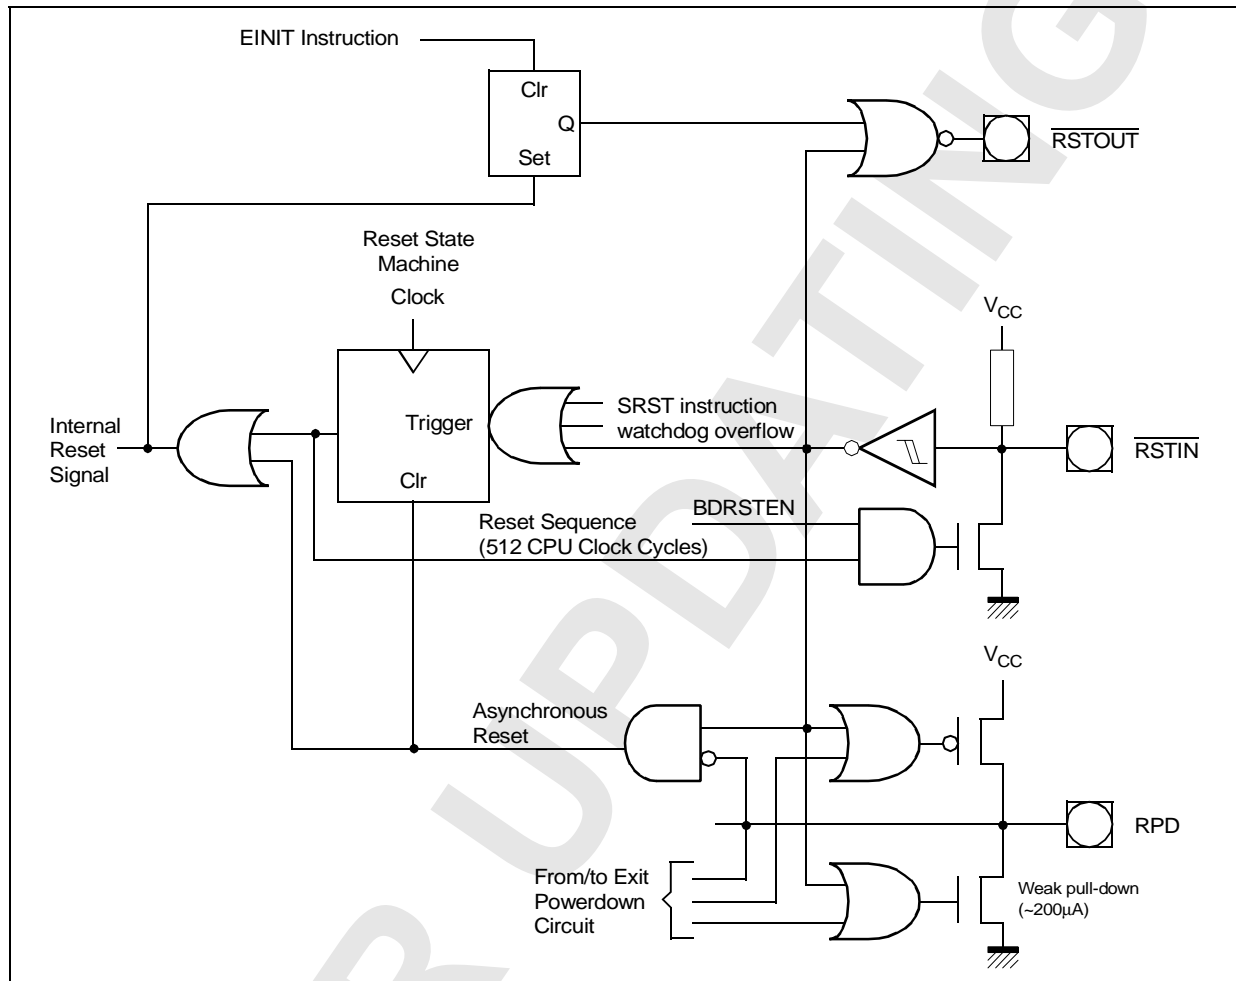 EINIT Instruction
Clr
Q
Set
RSTOUT
Reset State
Machine
Clock
VCC
Internal
Reset
Signal
Trigger
Clr
SRST instruction
watchdog overflow
RSTIN
BDRSTEN
Reset Sequence
(512 CPU Clock Cycles)
VCC
Asynchronous
Reset
RPD
From/to Exit
Powerdown
Circuit
Weak pull-down
(~200µA)
R UPDATING